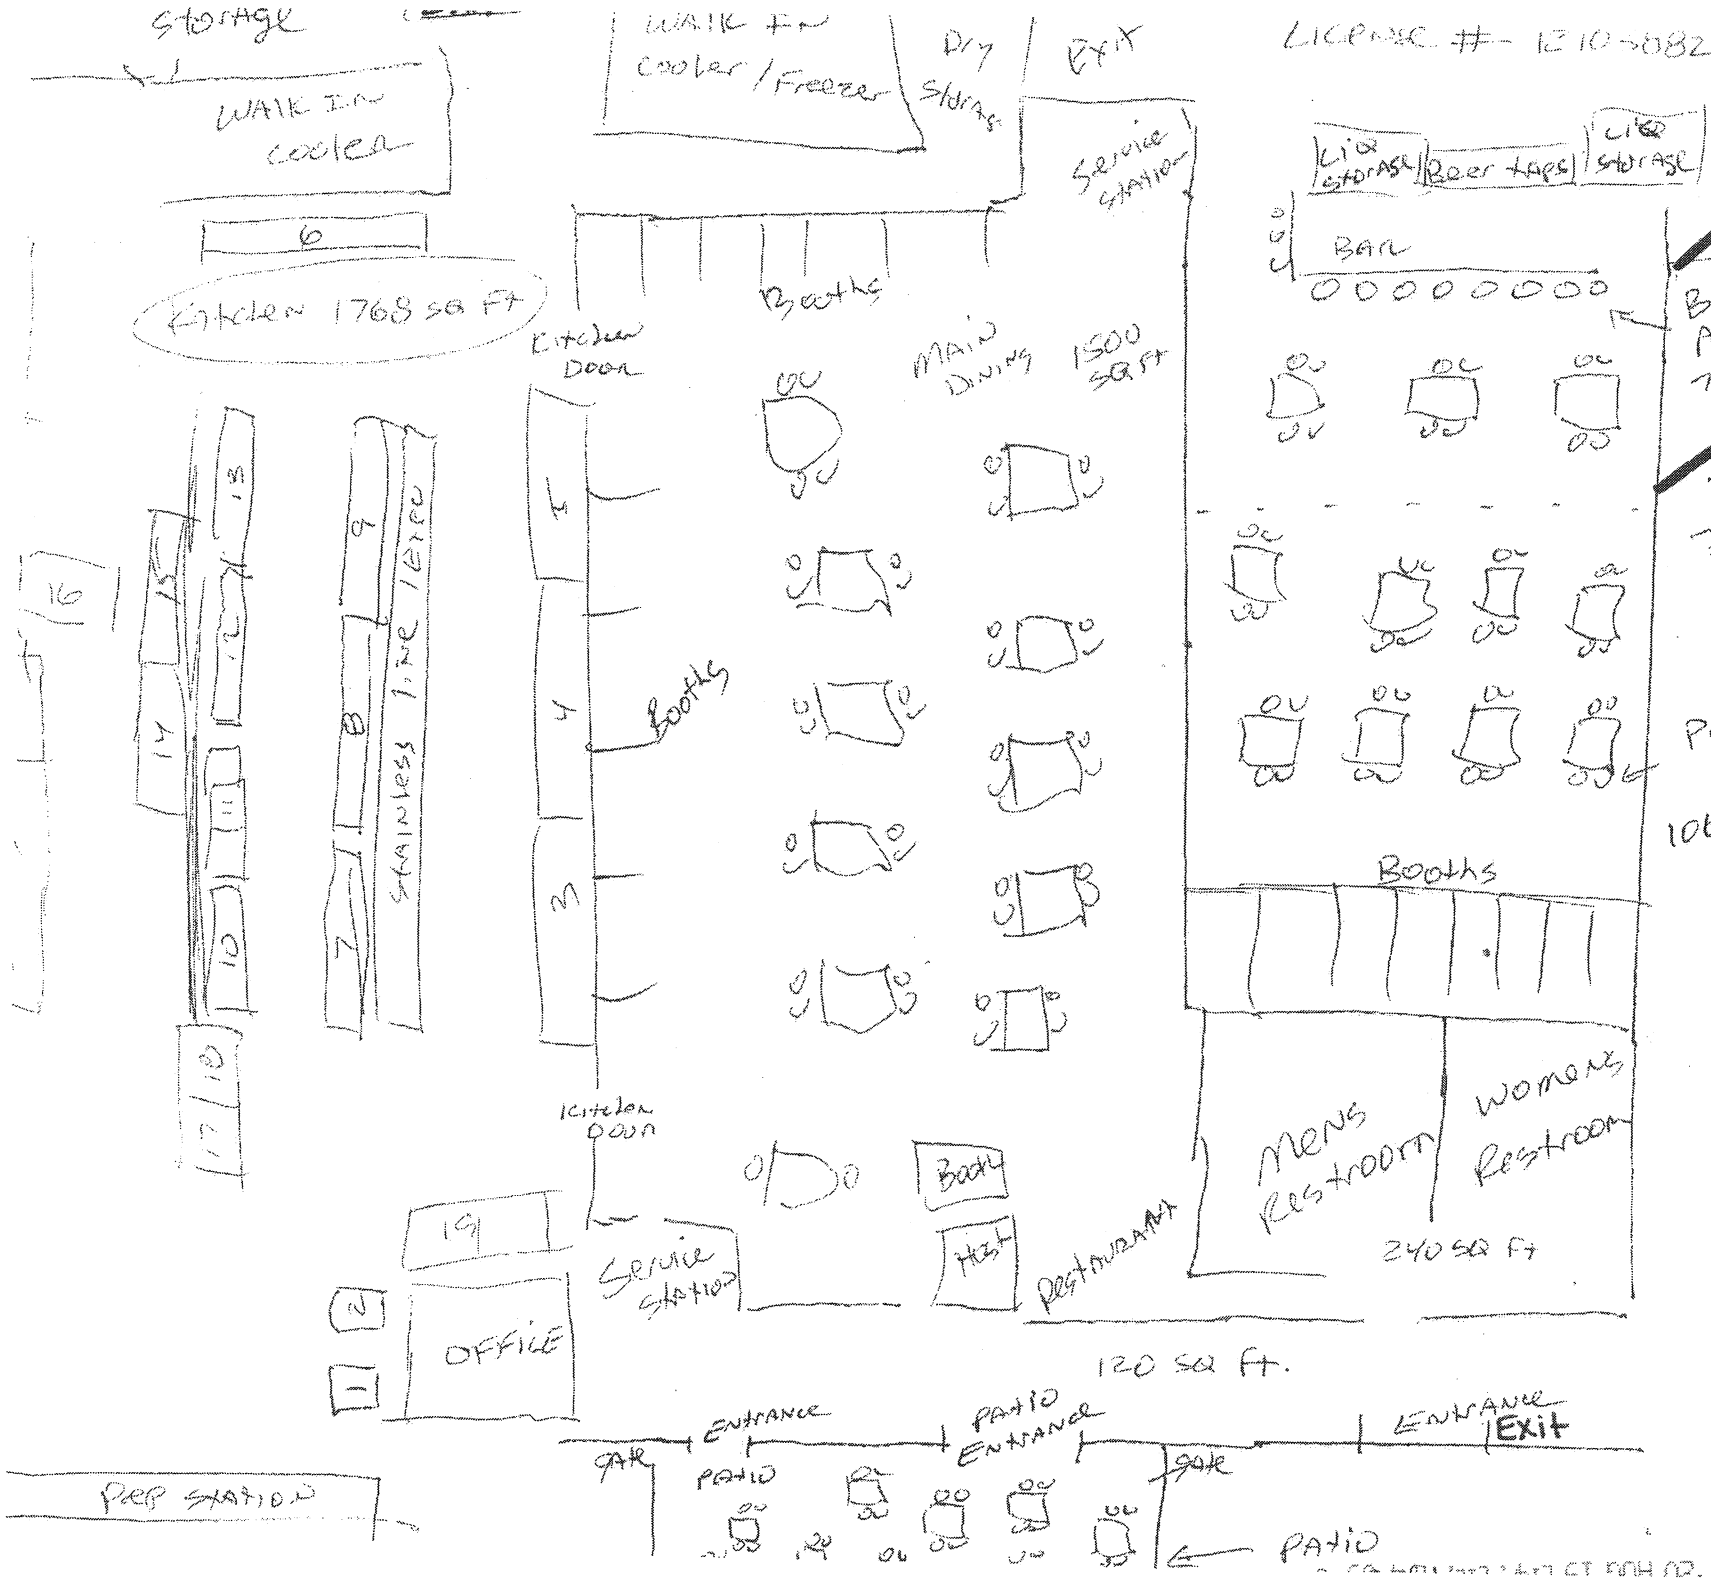 Storage
WALK IN
cooler / Freezer
Dry
Storag
EXIT
LICENSE # 12103082
WALK IN
cooler
Service
Station
LIQ
STORAGE
Beer taps
LIQ
storage
6
BAR
Kitchen 1768 SQ Ft
Booths
Kitchen
Door
MAIN
DINING
1500
SQ Ft
13
9
STAINLESS LINE / EXPO
16
15
12
4
Booths
14
8
11
3
Booths
10
7
17 / 18
Kitchen
Door
MENS
Restroom
WOMENS
Restroom
Booth
Host
Restaurant
240 SQ Ft
19
Service
Station
2
OFFICE
1
120 SQ Ft.
ENTRANCE
PATIO
ENTRANCE
ENTRANCE
Exit
GATE
PATIO
GATE
PREP STATION
PATIO